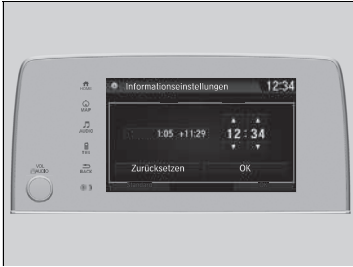 HOME
Informationseinstellungen 12:34
MAP
AUDIO
1:05 +11:29 12 : 34
TEL
BACK
Zurücksetzen OK
VOL
AUDIO